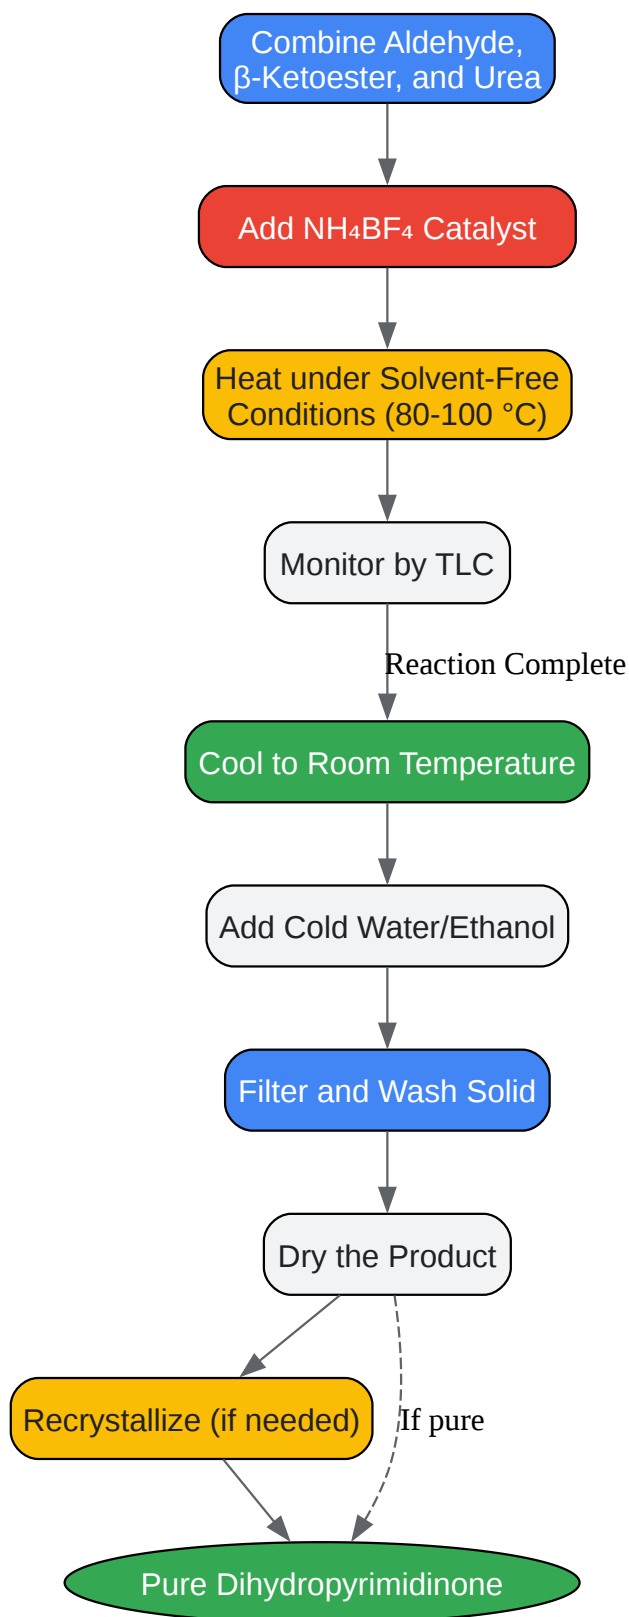 Combine Aldehyde,
β-Ketoester, and Urea
Add NH₄BF₄ Catalyst
Heat under Solvent-Free
Conditions (80-100 °C)
Monitor by TLC
Reaction Complete
Cool to Room Temperature
Add Cold Water/Ethanol
Filter and Wash Solid
Dry the Product
Recrystallize (if needed)
If pure
Pure Dihydropyrimidinone